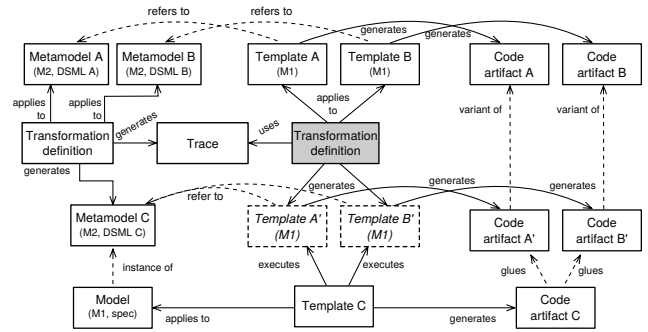 refers to
refers to
generates
generates
Metamodel A
(M2, DSML A)
Metamodel B
(M2, DSML B)
Template A
(M1)
Template B
(M1)
Code
artifact A
Code
artifact B
applies
to
applies
to
applies
to
variant of
variant of
Transformation
definition
generates
Trace
uses
Transformation
definition
generates
refer to
generates
generates
generates
Metamodel C
(M2, DSML C)
Template A'
(M1)
Template B'
(M1)
Code
artifact A'
Code
artifact B'
instance of
executes
executes
glues
glues
Model
(M1, spec)
applies to
Template C
generates
Code
artifact C